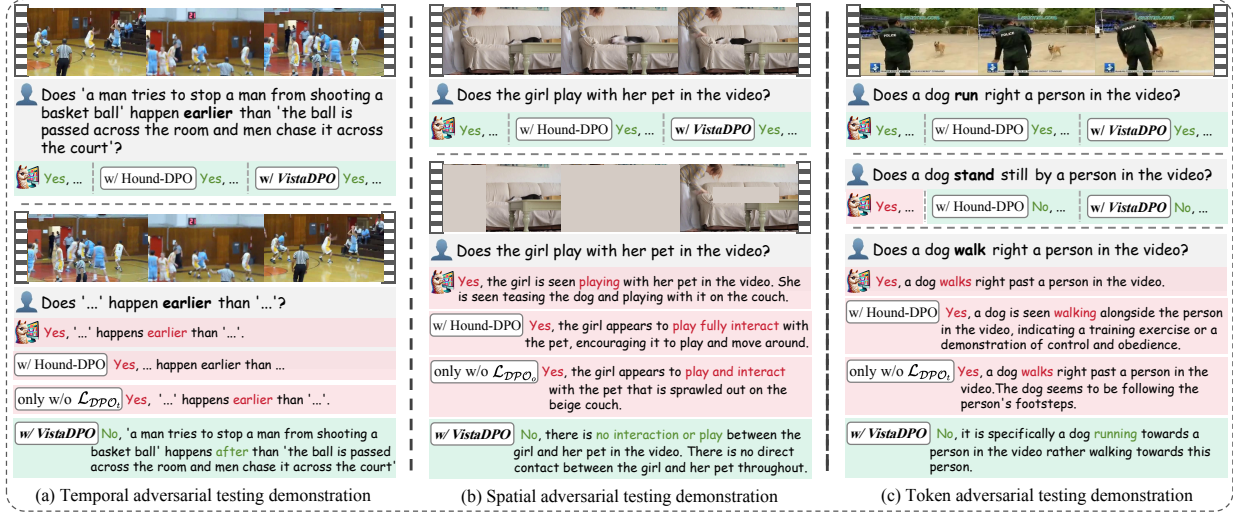 Does 'a man tries to stop a man from shooting a
basket ball' happen earlier than 'the ball is
passed across the room and men chase it across
the court'?
Yes, ... w/ Hound-DPO Yes, ... w/ VistaDPO Yes, ...
Does '...' happen earlier than '...'?
Yes, '...' happens earlier than '...'.
w/ Hound-DPO Yes, ... happen earlier than ...
only w/o L_DPO_t Yes, '...' happens earlier than '...'.
w/ VistaDPO No, 'a man tries to stop a man from shooting a
basket ball' happens after than 'the ball is passed
across the room and men chase it across the court'
(a) Temporal adversarial testing demonstration
Does the girl play with her pet in the video?
Yes, ... w/ Hound-DPO Yes, ... w/ VistaDPO Yes, ...
Does the girl play with her pet in the video?
Yes, the girl is seen playing with her pet in the video. She
is seen teasing the dog and playing with it on the couch.
w/ Hound-DPO Yes, the girl appears to play fully interact with
the pet, encouraging it to play and move around.
only w/o L_DPO_o Yes, the girl appears to play and interact
with the pet that is sprawled out on the
beige couch.
w/ VistaDPO No, there is no interaction or play between the
girl and her pet in the video. There is no direct
contact between the girl and her pet throughout.
(b) Spatial adversarial testing demonstration
POLICE
POLICE
POLICE
Does a dog run right a person in the video?
Yes, ... w/ Hound-DPO Yes, ... w/ VistaDPO Yes, ...
Does a dog stand still by a person in the video?
Yes, ... w/ Hound-DPO No, ... w/ VistaDPO No, ...
Does a dog walk right a person in the video?
Yes, a dog walks right past a person in the video.
w/ Hound-DPO Yes, a dog is seen walking alongside the person
in the video, indicating a training exercise or a
demonstration of control and obedience.
only w/o L_DPO_t Yes, a dog walks right past a person in the
video.The dog seems to be following the
person's footsteps.
w/ VistaDPO No, it is specifically a dog running towards a
person in the video rather walking towards this
person.
(c) Token adversarial testing demonstration